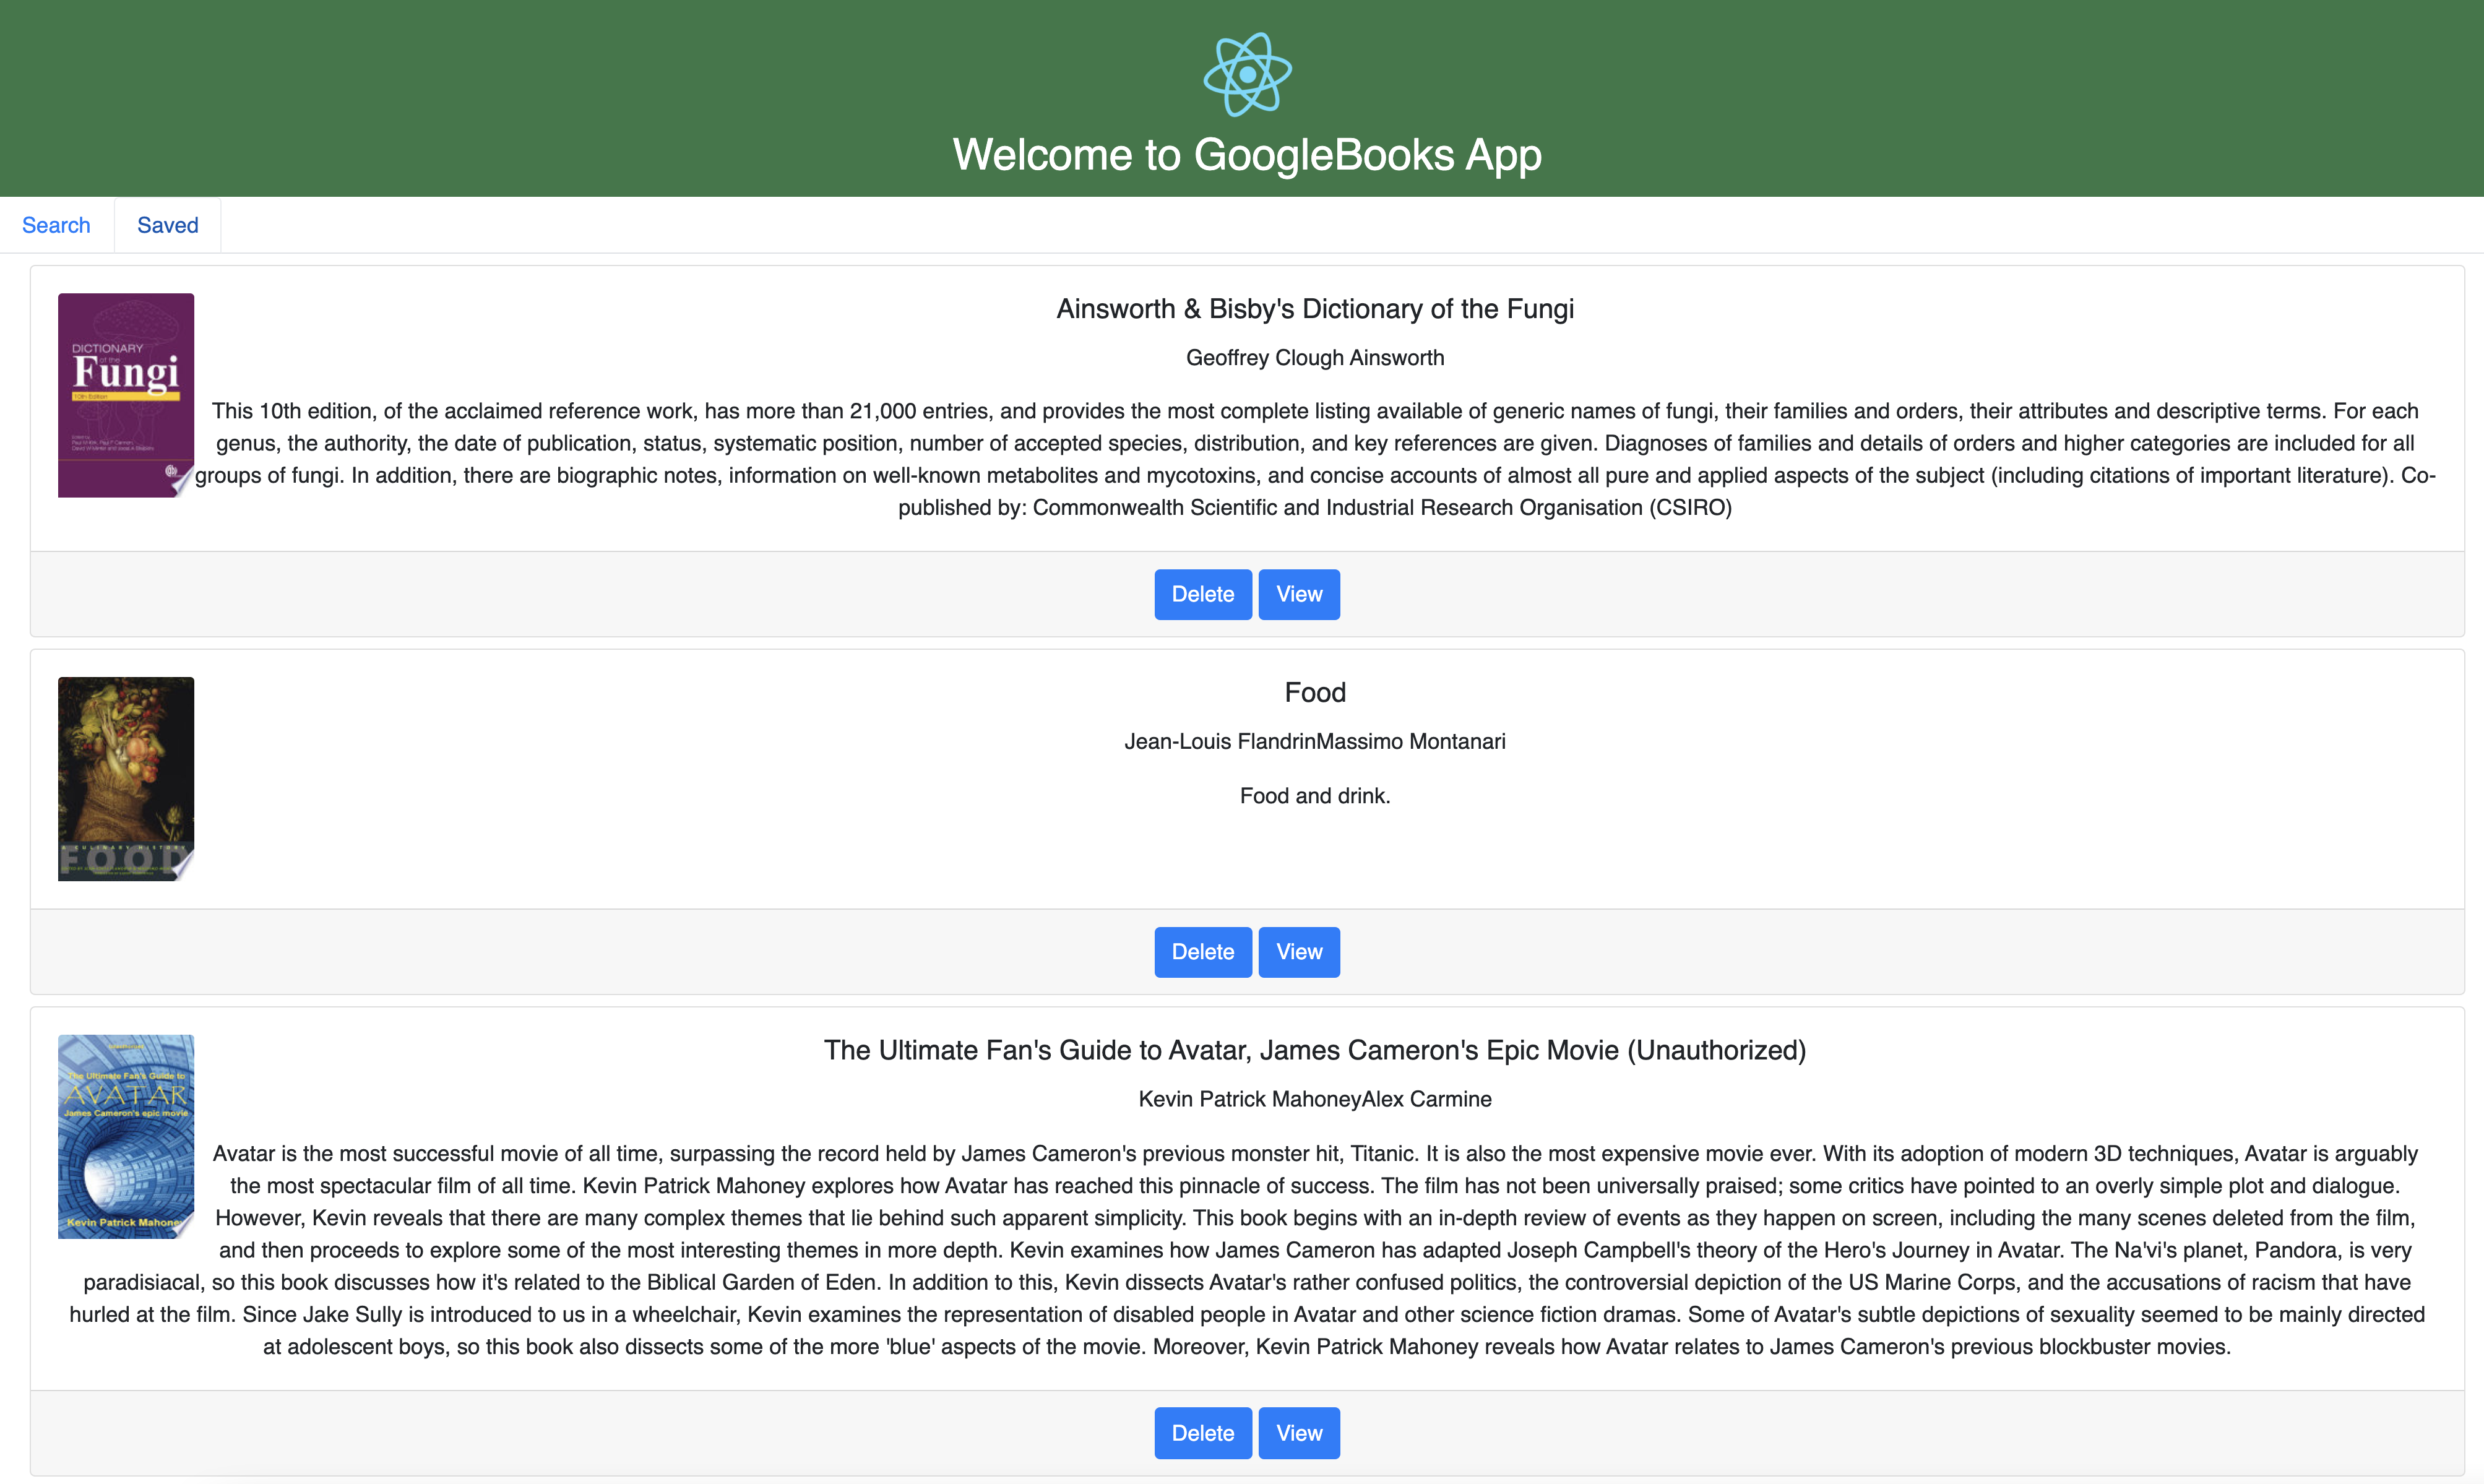 Welcome to GoogleBooks App
Search
Saved
DICTIONARY
of the
Fungi
10th Edition
Ainsworth & Bisby's Dictionary of the Fungi
Geoffrey Clough Ainsworth
This 10th edition, of the acclaimed reference work, has more than 21,000 entries, and provides the most complete listing available of generic names of fungi, their families and orders, their attributes and descriptive terms. For each
genus, the authority, the date of publication, status, systematic position, number of accepted species, distribution, and key references are given. Diagnoses of families and details of orders and higher categories are included for all
groups of fungi. In addition, there are biographic notes, information on well-known metabolites and mycotoxins, and concise accounts of almost all pure and applied aspects of the subject (including citations of important literature). Co-
published by: Commonwealth Scientific and Industrial Research Organisation (CSIRO)
Delete
View
A CULINARY HISTORY
FOOD
Food
Jean-Louis FlandrinMassimo Montanari
Food and drink.
Delete
View
The Ultimate Fan's Guide to
AVATAR
James Cameron's epic movie
Kevin Patrick Mahoney
The Ultimate Fan's Guide to Avatar, James Cameron's Epic Movie (Unauthorized)
Kevin Patrick MahoneyAlex Carmine
Avatar is the most successful movie of all time, surpassing the record held by James Cameron's previous monster hit, Titanic. It is also the most expensive movie ever. With its adoption of modern 3D techniques, Avatar is arguably
the most spectacular film of all time. Kevin Patrick Mahoney explores how Avatar has reached this pinnacle of success. The film has not been universally praised; some critics have pointed to an overly simple plot and dialogue.
However, Kevin reveals that there are many complex themes that lie behind such apparent simplicity. This book begins with an in-depth review of events as they happen on screen, including the many scenes deleted from the film,
and then proceeds to explore some of the most interesting themes in more depth. Kevin examines how James Cameron has adapted Joseph Campbell's theory of the Hero's Journey in Avatar. The Na'vi's planet, Pandora, is very
paradisiacal, so this book discusses how it's related to the Biblical Garden of Eden. In addition to this, Kevin dissects Avatar's rather confused politics, the controversial depiction of the US Marine Corps, and the accusations of racism that have
hurled at the film. Since Jake Sully is introduced to us in a wheelchair, Kevin examines the representation of disabled people in Avatar and other science fiction dramas. Some of Avatar's subtle depictions of sexuality seemed to be mainly directed
at adolescent boys, so this book also dissects some of the more 'blue' aspects of the movie. Moreover, Kevin Patrick Mahoney reveals how Avatar relates to James Cameron's previous blockbuster movies.
Delete
View